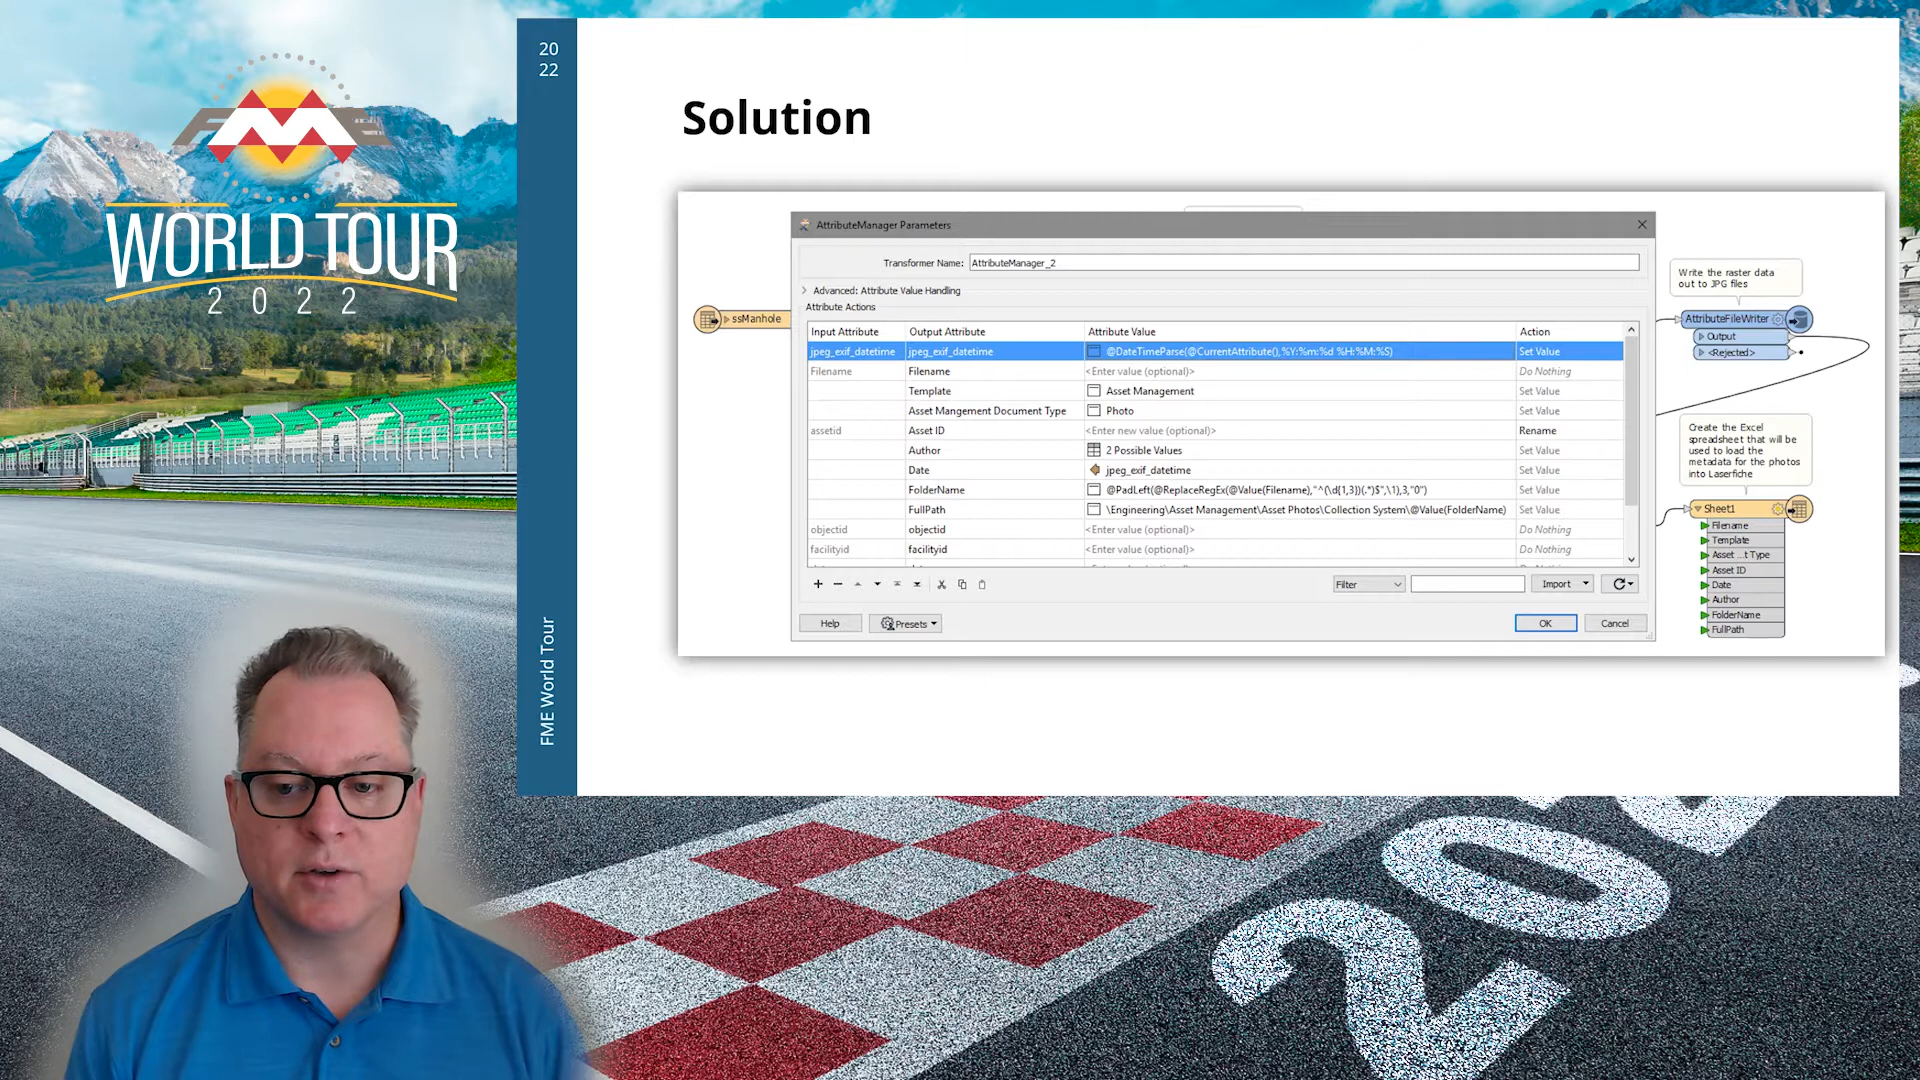 FME
WORLD TOUR
2022
20
22
FME World Tour
Solution
ssManhole
AttributeManager Parameters
Transformer Name: AttributeManager_2
Advanced: Attribute Value Handling
Attribute Actions
Input Attribute Output Attribute Attribute Value Action
jpeg_exif_datetime jpeg_exif_datetime @DateTimeParse(@CurrentAttribute(),%Y:%m:%d %H:%M:%S) Set Value
Filename Filename <Enter value (optional)> Do Nothing
Template Asset Management Set Value
Asset Mangement Document Type Photo Set Value
assetid Asset ID <Enter new value (optional)> Rename
Author 2 Possible Values Set Value
Date jpeg_exif_datetime Set Value
FolderName @PadLeft(@ReplaceRegEx(@Value(Filename),"^(\d{1,3})(.*)$",\1),3,"0") Set Value
FullPath \Engineering\Asset Management\Asset Photos\Collection System\@Value(FolderName) Set Value
objectid objectid <Enter value (optional)> Do Nothing
facilityid facilityid <Enter value (optional)> Do Nothing
Filter Import
Help Presets OK Cancel
Write the raster data
out to JPG files
AttributeFileWriter
Output
<Rejected>
Create the Excel
spreadsheet that will be
used to load the
metadata for the photos
into Laserfiche
Sheet1
Filename
Template
Asset ...t Type
Asset ID
Date
Author
FolderName
FullPath